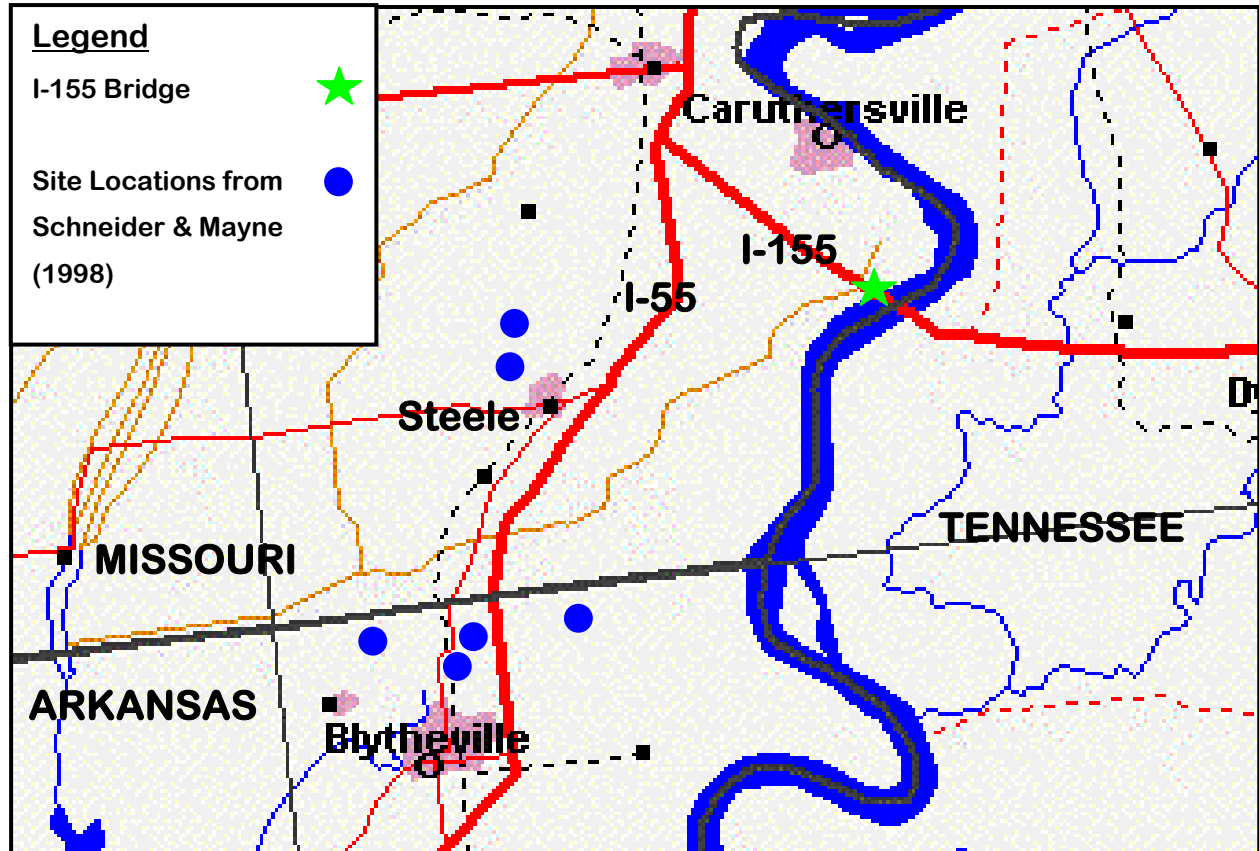 Legend
I-155 Bridge
Site Locations from
Schneider & Mayne
(1998)
Caruthersville
I-155
I-55
Steele
TENNESSEE
MISSOURI
ARKANSAS
Blytheville